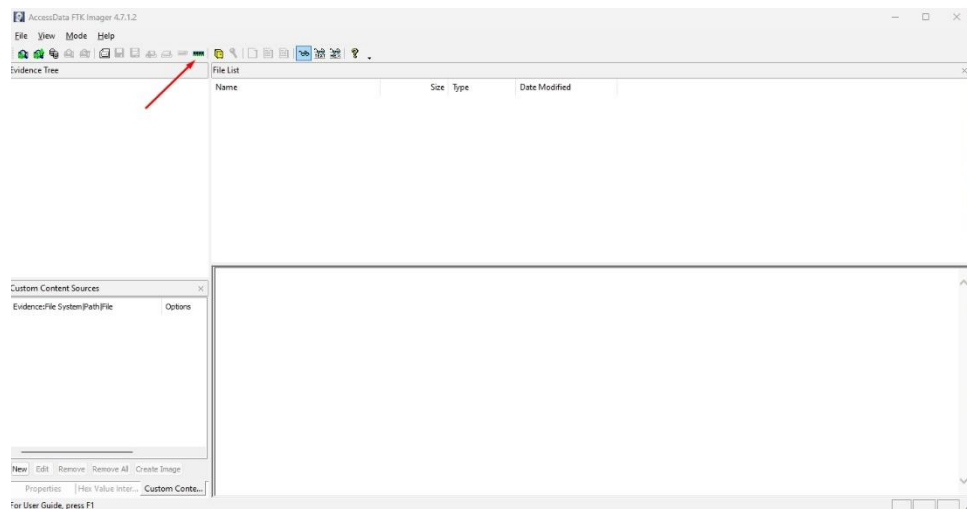 AccessData FTK Imager 4.7.1.2
File View Mode Help
Evidence Tree
File List
Name Size Type Date Modified
Custom Content Sources
Evidence:File System|Path|File Options
New Edit Remove Remove All Create Image
Properties Hex Value Inter... Custom Conte...
For User Guide, press F1